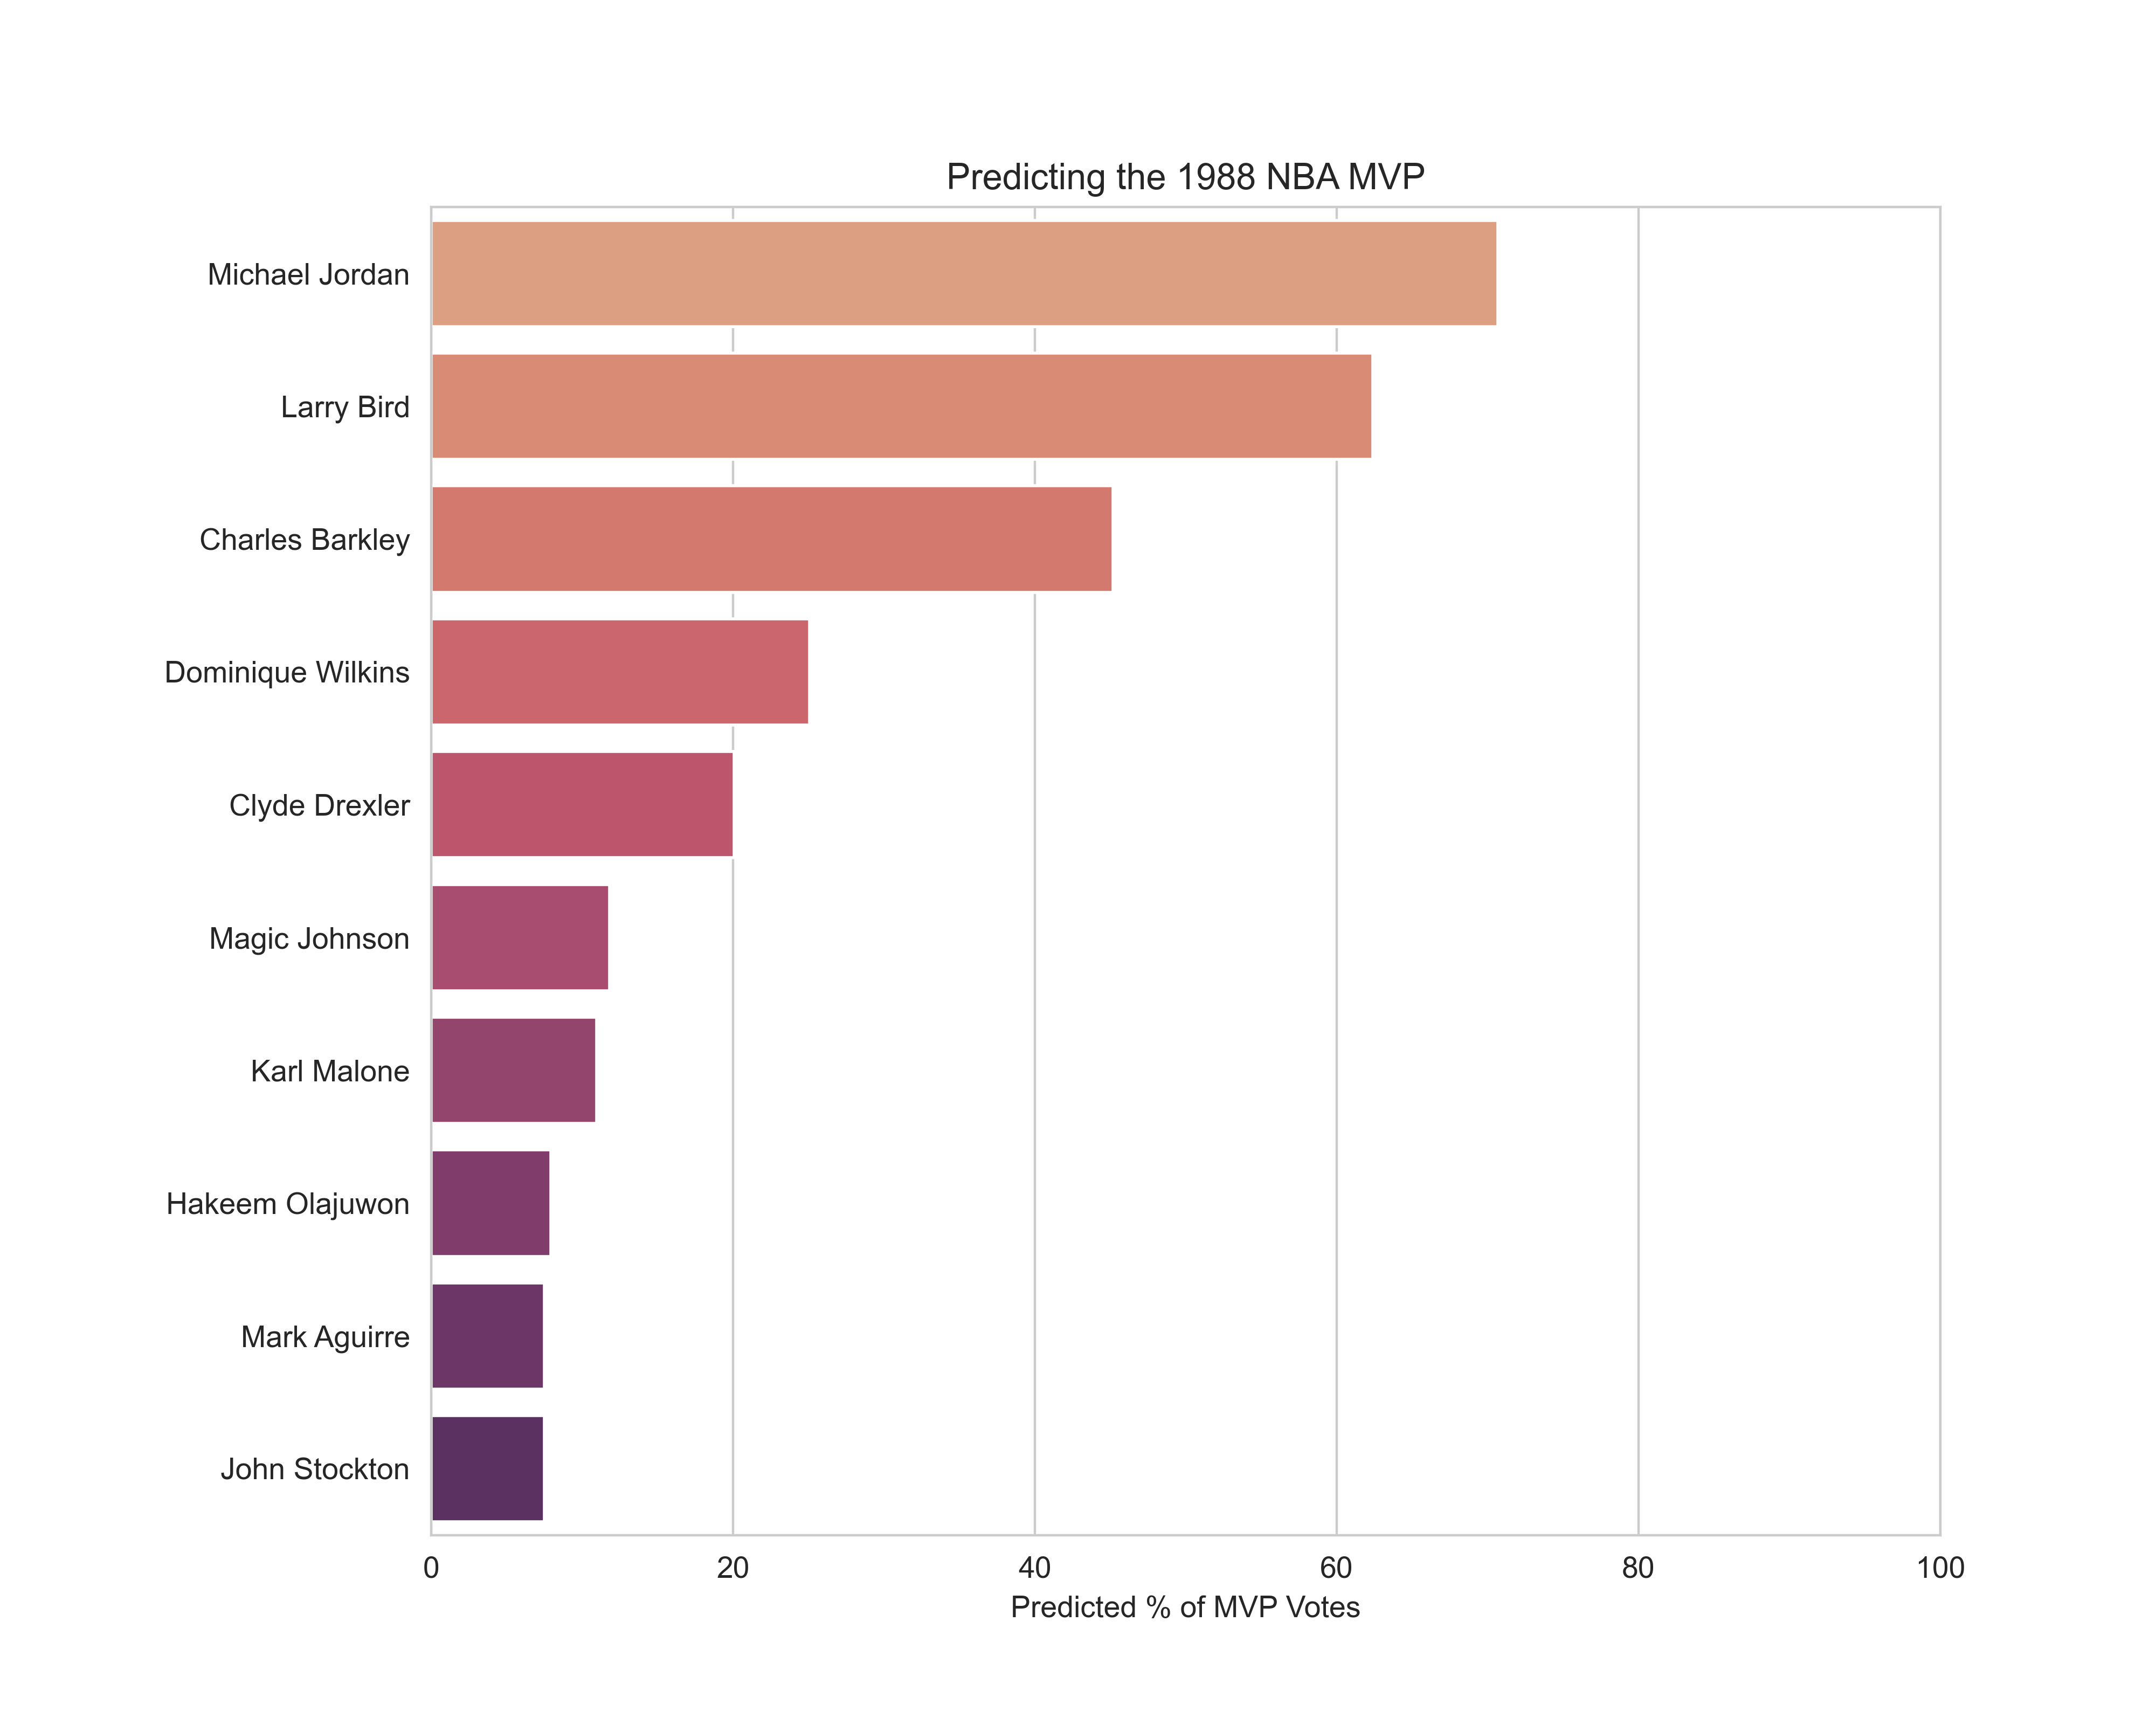 Predicting the 1988 NBA MVP
Michael Jordan
Larry Bird
Charles Barkley
Dominique Wilkins
Clyde Drexler
Magic Johnson
Karl Malone
Hakeem Olajuwon
Mark Aguirre
John Stockton
0 20 40 60 80 100
Predicted % of MVP Votes